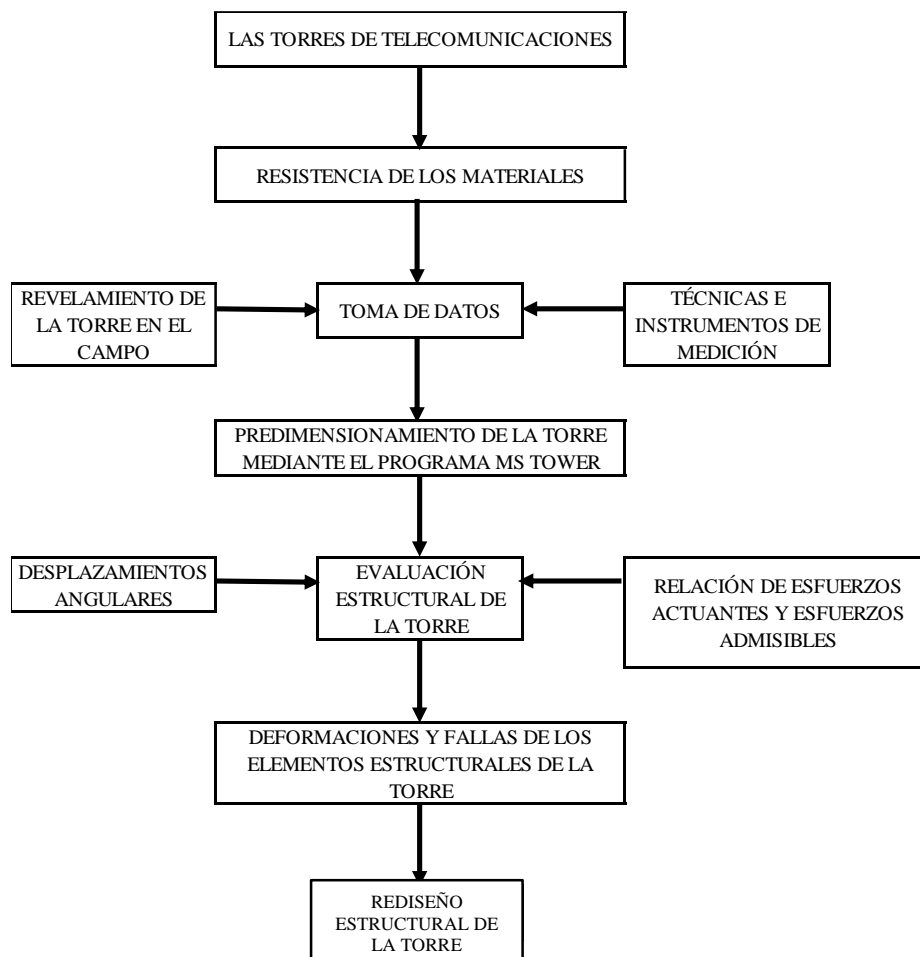 LAS TORRES DE TELECOMUNICACIONES
RESISTENCIA DE LOS MATERIALES
REVELAMIENTO DE
LA TORRE EN EL
CAMPO
TOMA DE DATOS
TÉCNICAS E
INSTRUMENTOS DE
MEDICIÓN
PREDIMENSIONAMIENTO DE LA TORRE
MEDIANTE EL PROGRAMA MS TOWER
DESPLAZAMIENTOS
ANGULARES
EVALUACIÓN
ESTRUCTURAL DE
LA TORRE
RELACIÓN DE ESFUERZOS
ACTUANTES Y ESFUERZOS
ADMISIBLES
DEFORMACIONES Y FALLAS DE LOS
ELEMENTOS ESTRUCTURALES DE LA
TORRE
REDISEÑO
ESTRUCTURAL DE
LA TORRE